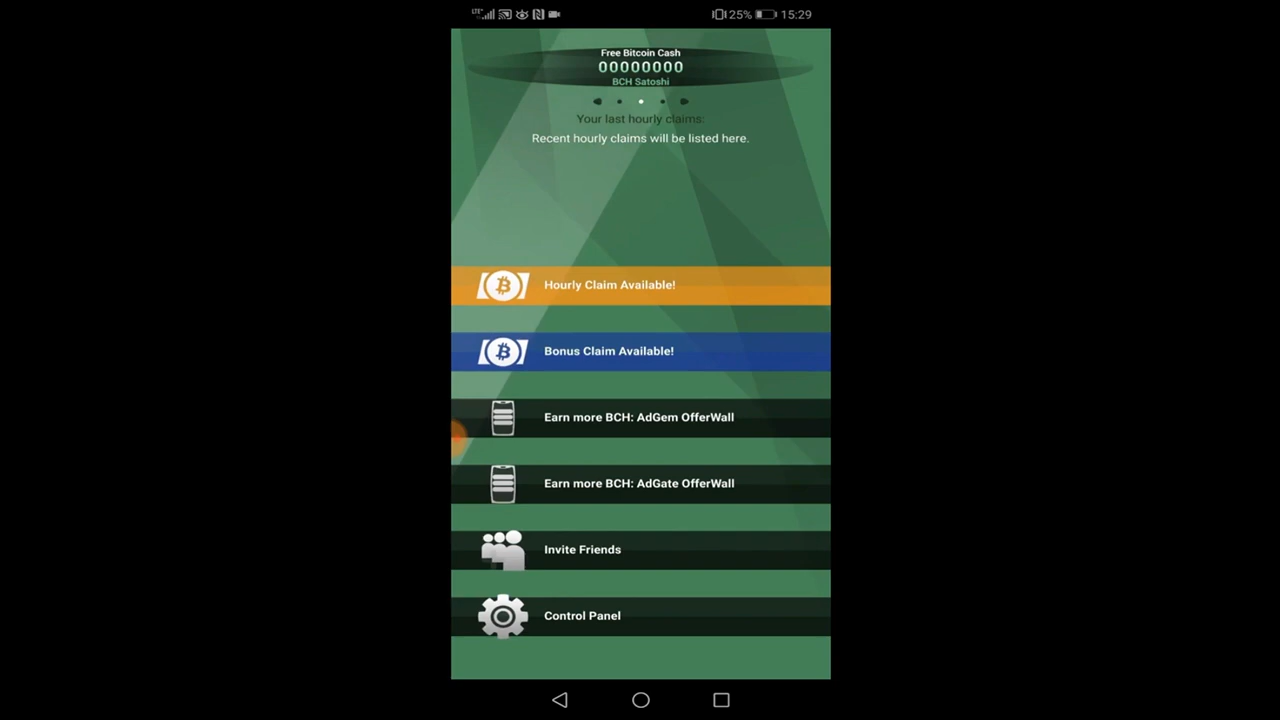 LTE+ 25% 15:29
Free Bitcoin Cash
00000000
BCH Satoshi
Your last hourly claims:
Recent hourly claims will be listed here.
Hourly Claim Available!
Bonus Claim Available!
Earn more BCH: AdGem OfferWall
Earn more BCH: AdGate OfferWall
Invite Friends
Control Panel